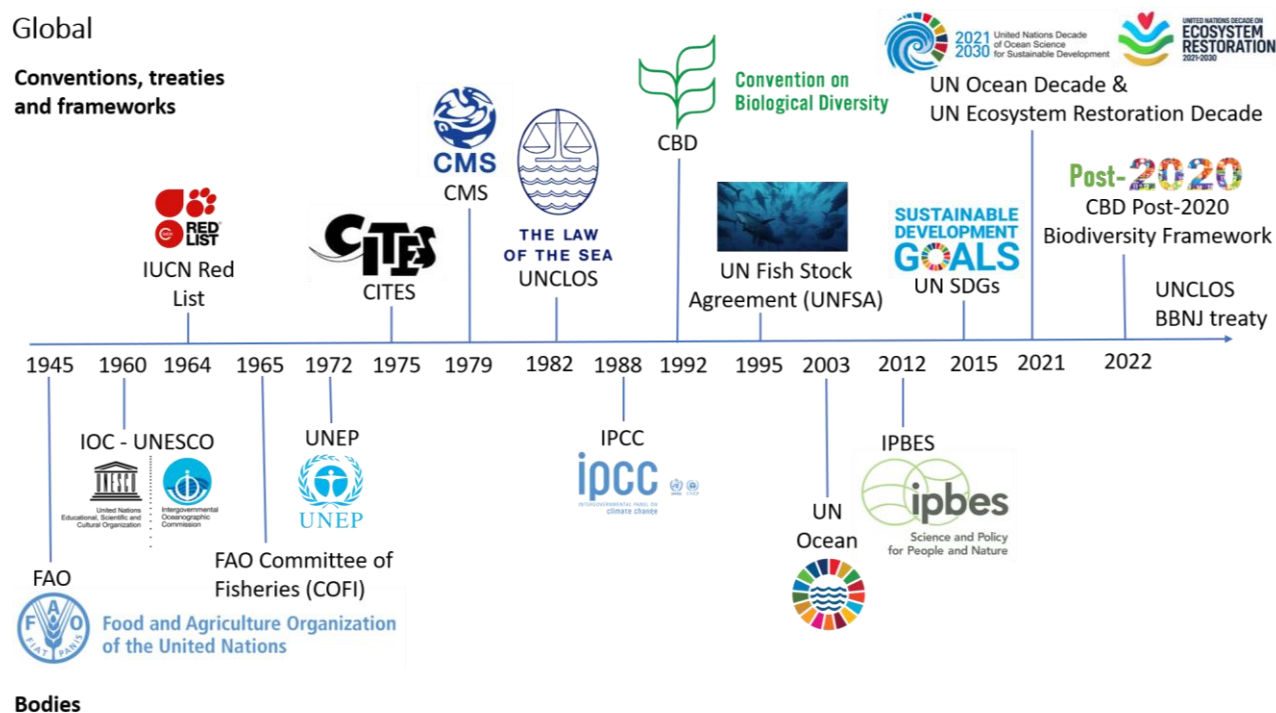 Global
Conventions, treaties
and frameworks
2021
2030
United Nations Decade
of Ocean Science
for Sustainable Development
UNITED NATIONS DECADE ON
ECOSYSTEM
RESTORATION
2021-2030
UN Ocean Decade &
UN Ecosystem Restoration Decade
Convention on
Biological Diversity
CBD
CMS
CMS
THE LAW
OF THE SEA
UNCLOS
RED
LIST
IUCN Red
List
CITES
CITES
UN Fish Stock
Agreement (UNFSA)
SUSTAINABLE
DEVELOPMENT
GOALS
UN SDGs
Post-2020
CBD Post-2020
Biodiversity Framework
UNCLOS
BBNJ treaty
1945 1960 1964 1965 1972 1975 1979 1982 1988 1992 1995 2003 2012 2015 2021 2022
IOC - UNESCO
UNESCO
United Nations
Educational, Scientific and
Cultural Organization
Intergovernmental
Oceanographic
Commission
UNEP
UNEP
IPCC
ipcc
INTERGOVERNMENTAL PANEL ON
climate change
UN
Ocean
IPBES
ipbes
Science and Policy
for People and Nature
FAO Committee of
Fisheries (COFI)
FAO
F A O
FIAT PANIS
Food and Agriculture Organization
of the United Nations
Bodies